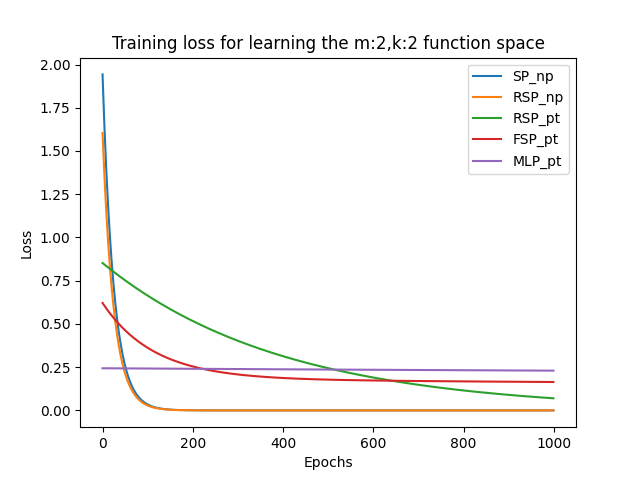 Training loss for learning the m:2,k:2 function space
2.00
1.75
1.50
1.25
1.00
0.75
0.50
0.25
0.00
Loss
SP_np
RSP_np
RSP_pt
FSP_pt
MLP_pt
0
200
400
600
800
1000
Epochs